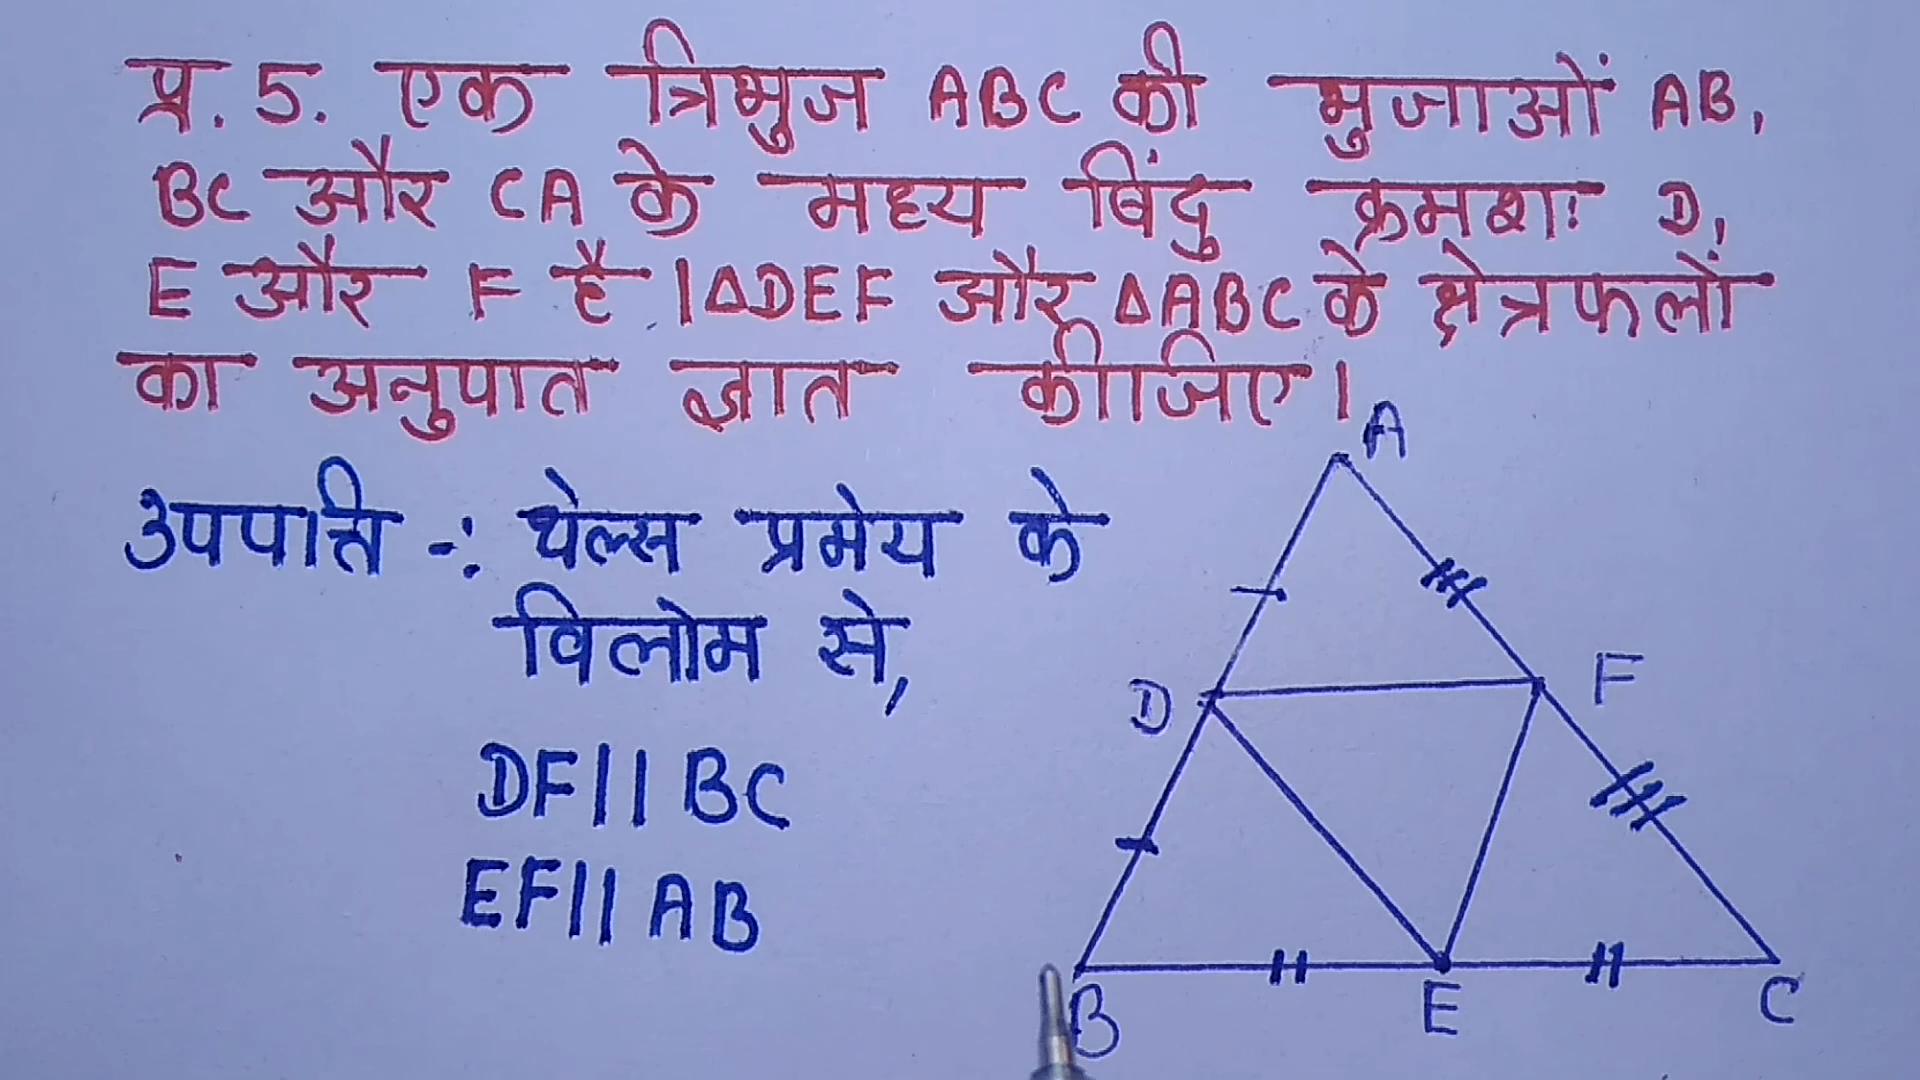 प्र. 5. एक त्रिभुज ABC की भुजाओं AB,
BC और CA के मध्य बिंदु क्रमशः D,
E और F है । ΔDEF और ΔABC के क्षेत्रफलों
का अनुपात ज्ञात कीजिए।
उपपत्ति -: थेल्स प्रमेय के
विलोम से,
DF||BC
EF||AB
A
D
F
B
E
C